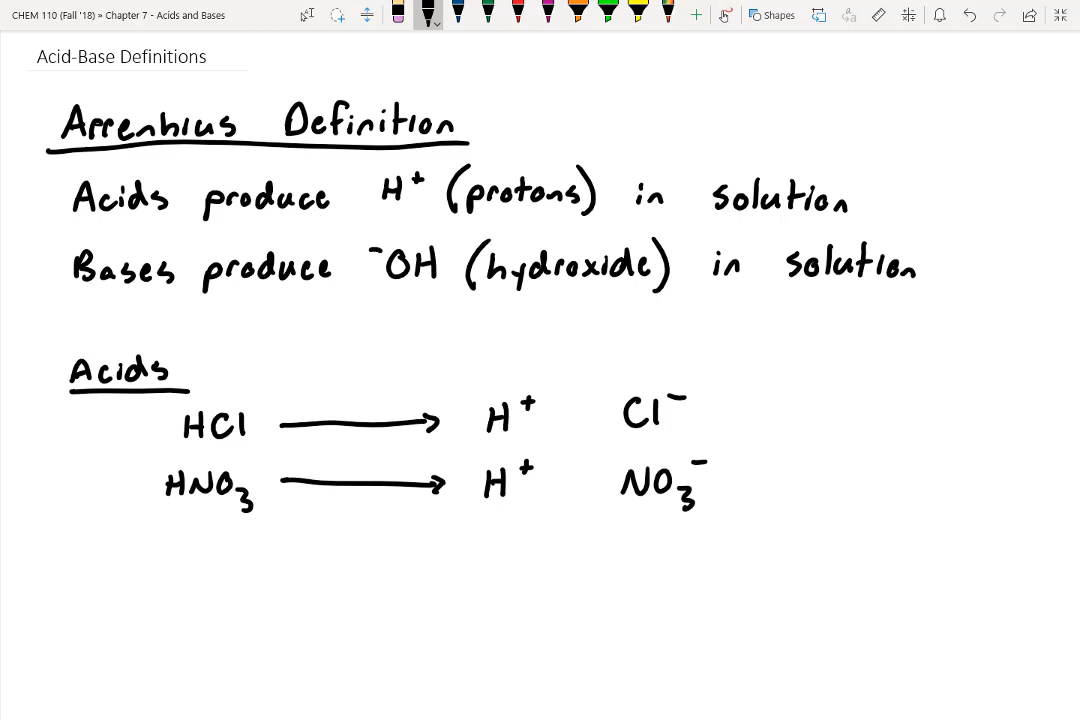 CHEM 110 (Fall '18) » Chapter 7 - Acids and Bases
Shapes
Acid-Base Definitions
Arrenhius Definition
Acids produce H⁺ (protons) in solution
Bases produce ⁻OH (hydroxide) in solution
Acids
HCl ⟶ H⁺ Cl⁻
HNO₃ ⟶ H⁺ NO₃⁻